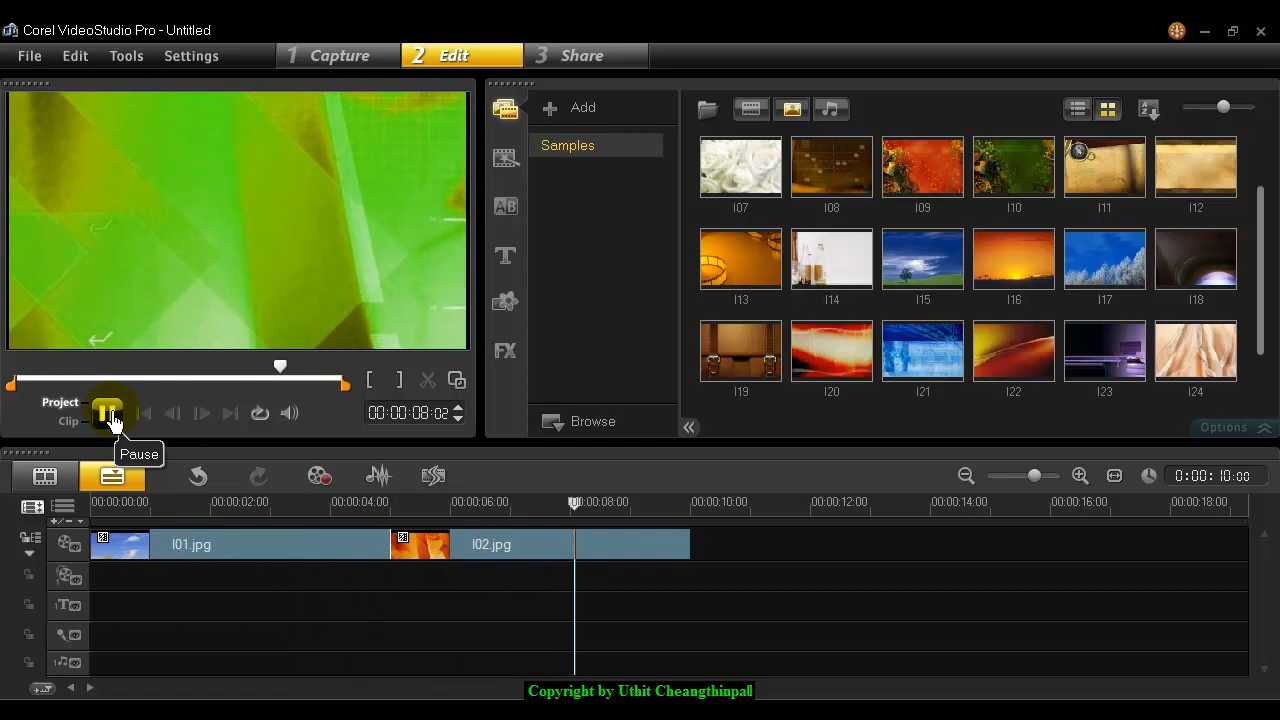 Corel VideoStudio Pro - Untitled
File Edit Tools Settings 1 Capture 2 Edit 3 Share
Add
Samples
I07 I08 I09 I10 I11 I12
I13 I14 I15 I16 I17 I18
I19 I20 I21 I22 I23 I24
Project
Clip
00:00:08:02
Browse
Options
Pause
0:00:10:00
00:00:00:00 00:00:02:00 00:00:04:00 00:00:06:00 00:00:08:00 00:00:10:00 00:00:12:00 00:00:14:00 00:00:16:00 00:00:18:00
I01.jpg I02.jpg
Copyright by Uthit Cheangthinpall